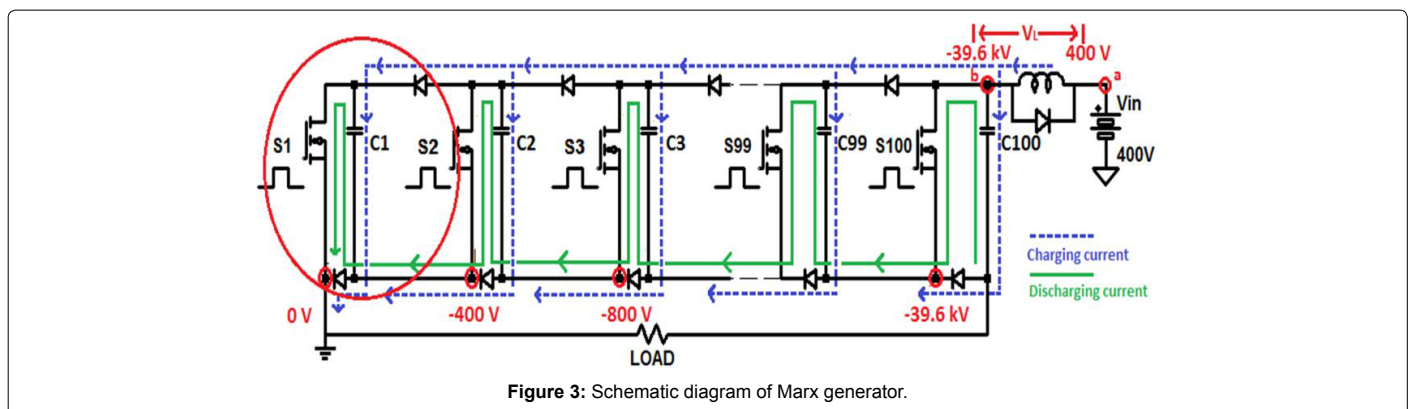 VL
-39.6 kV
400 V
b
a
Vin
S1
C1
S2
C2
S3
C3
S99
C99
S100
C100
400V
Charging current
Discharging current
0 V
-400 V
-800 V
-39.6 kV
LOAD
Figure 3: Schematic diagram of Marx generator.